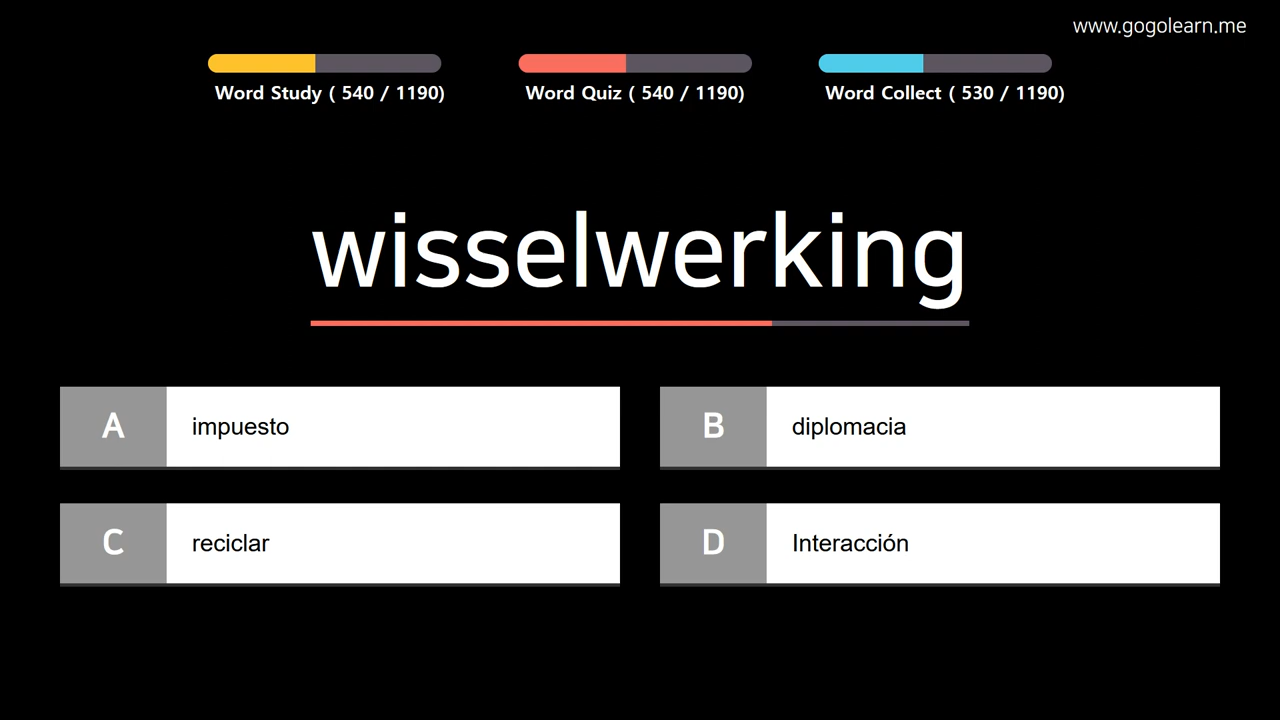 www.gogolearn.me
Word Study ( 540 / 1190)
Word Quiz ( 540 / 1190)
Word Collect ( 530 / 1190)
wisselwerking
A
impuesto
B
diplomacia
C
reciclar
D
Interacción